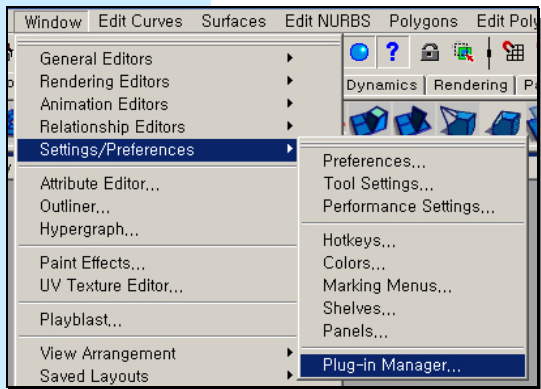 Window Edit Curves Surfaces Edit NURBS Polygons Edit Poly
General Editors
Rendering Editors
Animation Editors
Relationship Editors
Settings/Preferences
Attribute Editor...
Outliner...
Hypergraph...
Paint Effects...
UV Texture Editor...
Playblast...
View Arrangement
Saved Layouts
Dynamics Rendering
Preferences...
Tool Settings...
Performance Settings...
Hotkeys...
Colors...
Marking Menus...
Shelves...
Panels...
Plug-in Manager...